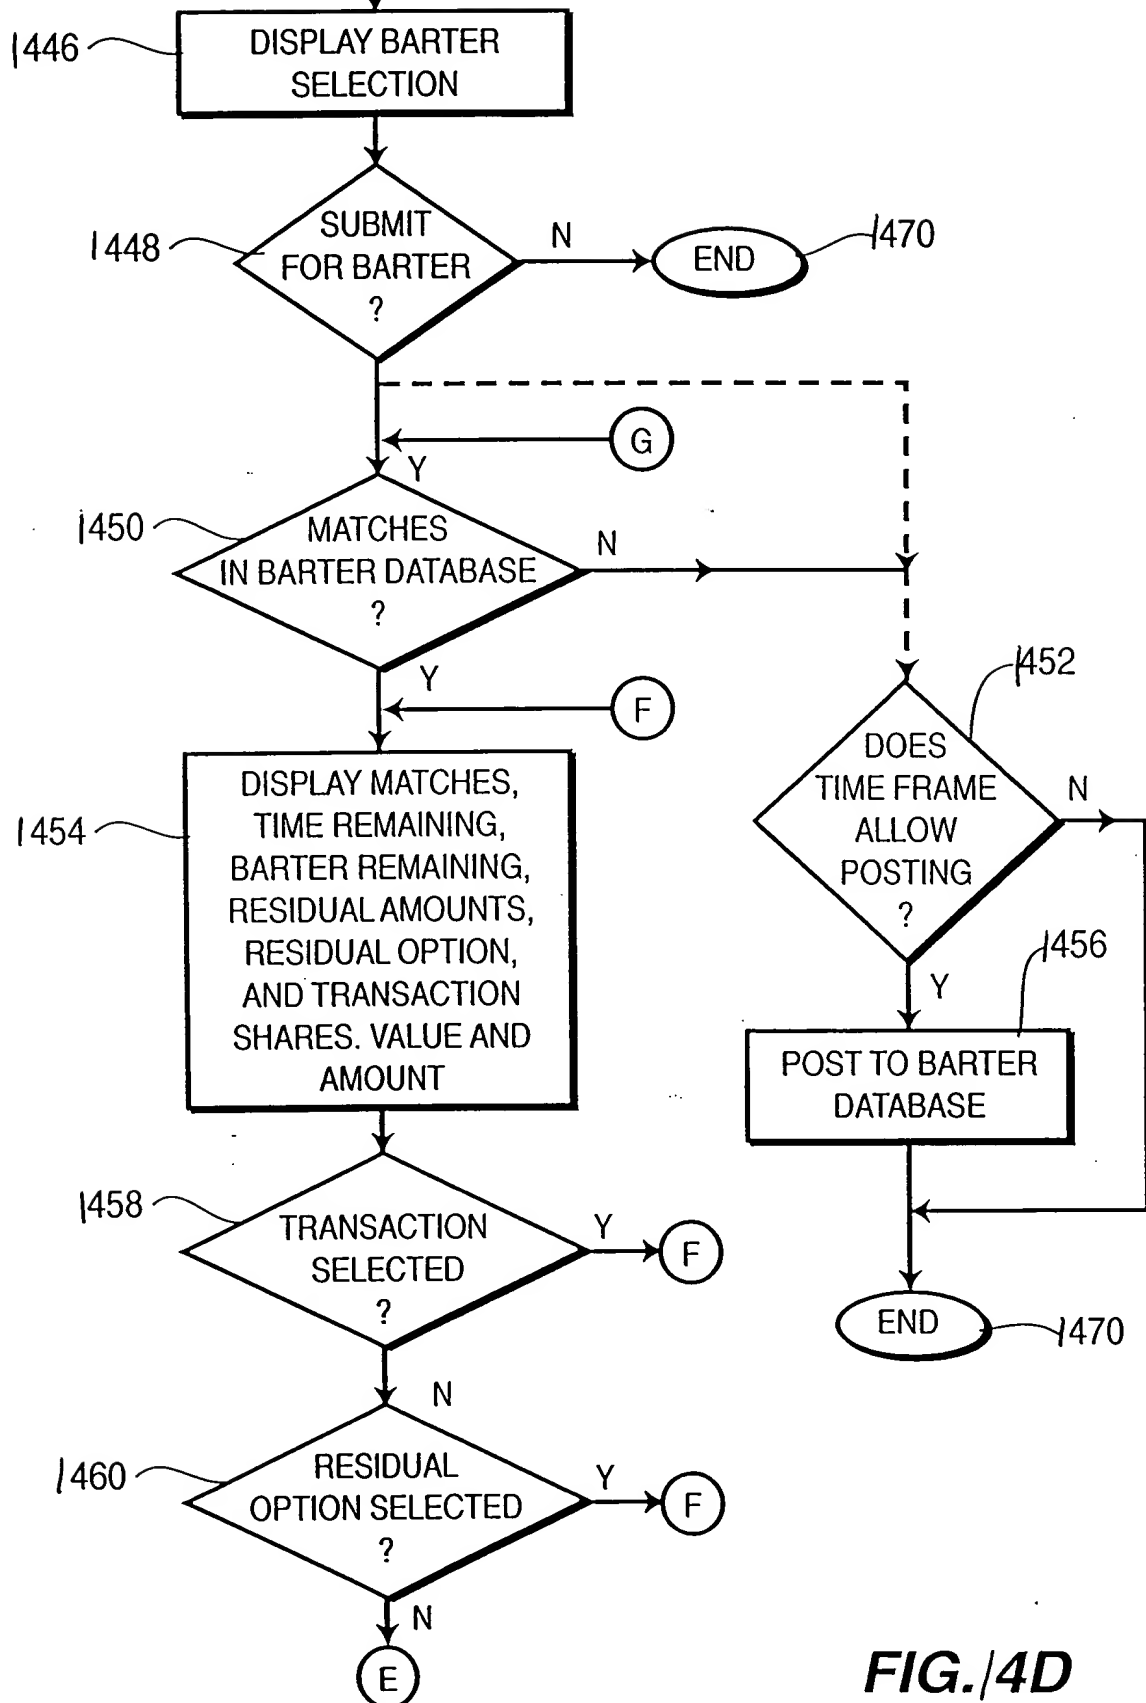 1446
DISPLAY BARTER
SELECTION
1448
SUBMIT
FOR BARTER
?
N
END
1470
G
Y
1450
MATCHES
IN BARTER DATABASE
?
N
Y
F
1452
DOES
TIME FRAME
ALLOW
POSTING
?
N
Y
1454
DISPLAY MATCHES,
TIME REMAINING,
BARTER REMAINING,
RESIDUAL AMOUNTS,
RESIDUAL OPTION,
AND TRANSACTION
SHARES. VALUE AND
AMOUNT
1456
POST TO BARTER
DATABASE
1458
TRANSACTION
SELECTED
?
Y
F
N
END
1470
1460
RESIDUAL
OPTION SELECTED
?
Y
F
N
E
FIG. 14D